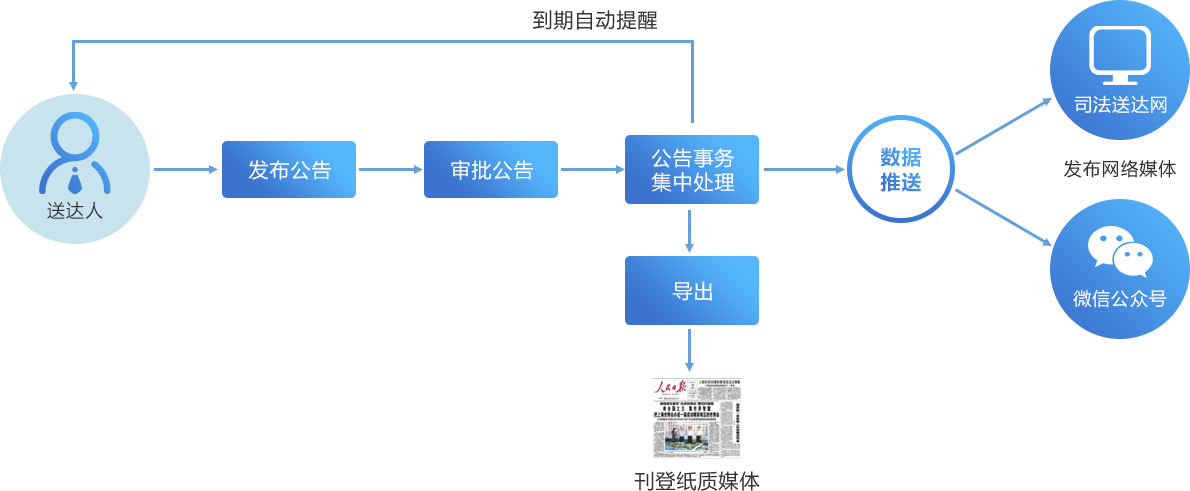 到期自动提醒
送达人
发布公告
审批公告
公告事务
集中处理
数据
推送
司法送达网
发布网络媒体
微信公众号
导出
人民日报
刊登纸质媒体